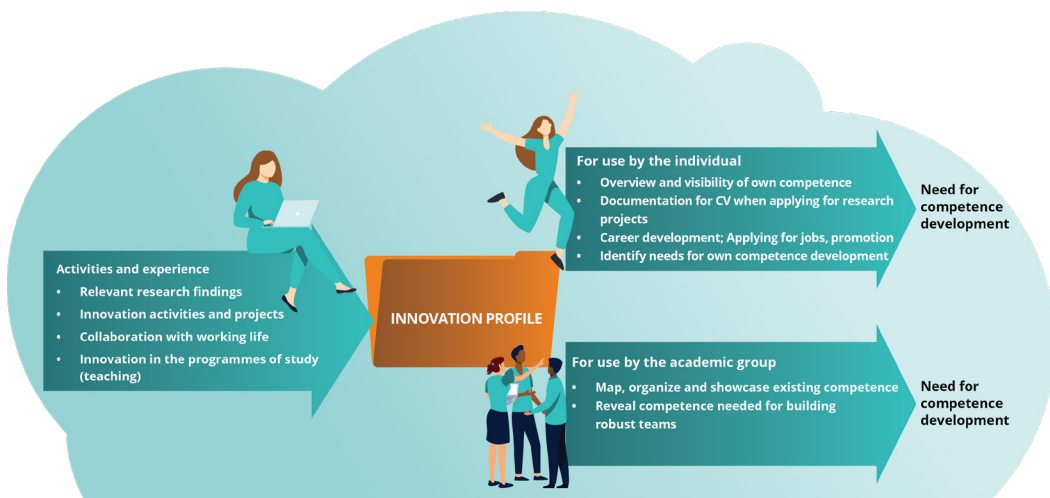 Activities and experience
• Relevant research findings
• Innovation activities and projects
• Collaboration with working life
• Innovation in the programmes of study
(teaching)
INNOVATION PROFILE
For use by the individual
• Overview and visibility of own competence
• Documentation for CV when applying for research
projects
• Career development; Applying for jobs, promotion
• Identify needs for own competence development
Need for
competence
development
For use by the academic group
• Map, organize and showcase existing competence
• Reveal competence needed for building
robust teams
Need for
competence
development